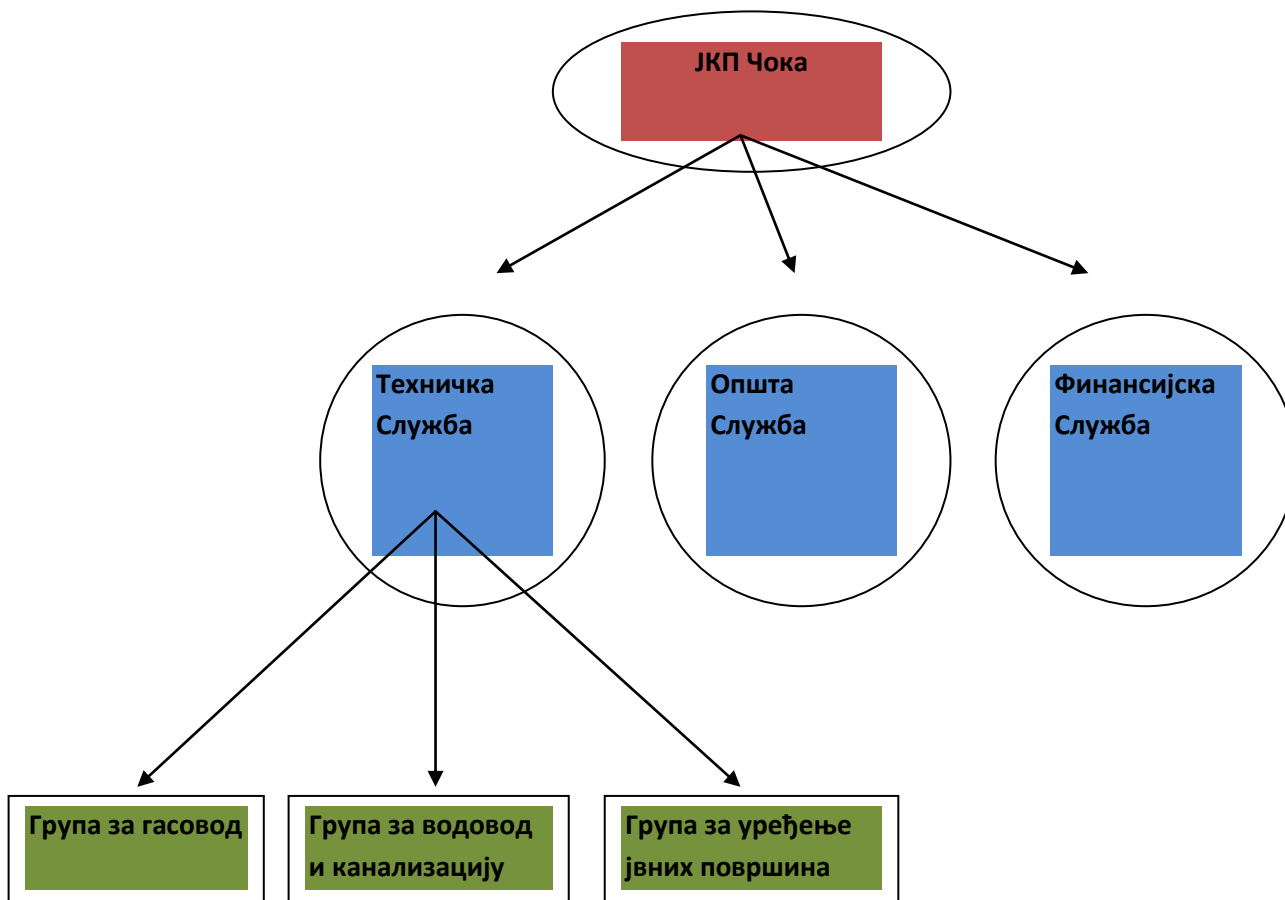 ЈКП Чока
Техничка
Служба
Општа
Служба
Финансијска
Служба
Група за гасовод
Група за водовод
и канализацију
Група за уређење
јвних површина